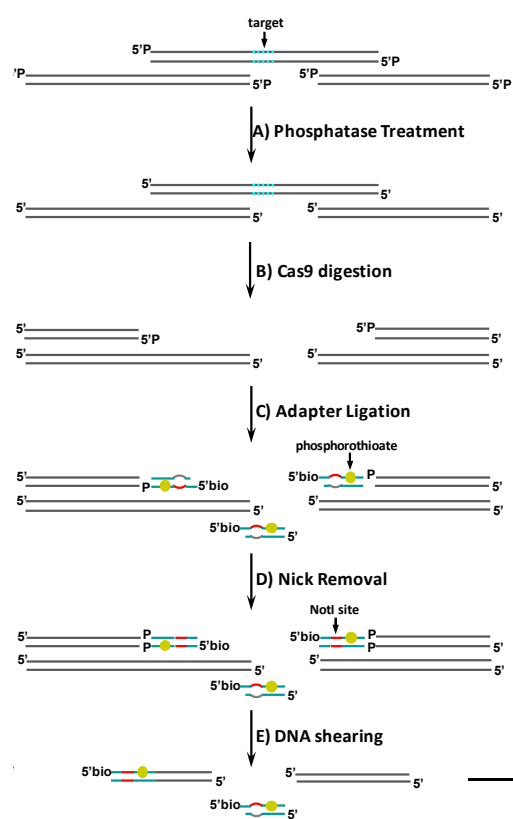 target
5'P
5'P
5'P
5'P
5'P
5'P
A) Phosphatase Treatment
5'
5'
5'
5'
5'
5'
B) Cas9 digestion
5'
5'P
5'P
5'
5'
5'
5'
5'
C) Adapter Ligation
phosphorothioate
5'
P
5'bio
5'bio
P
5'
5'
5'
5'
5'
5'bio
5'
D) Nick Removal
NotI site
5'
P
P
5'bio
5'bio
P
P
5'
5'
5'
5'
5'
5'bio
5'
E) DNA shearing
5'bio
5'
5'
5'
5'bio
5'